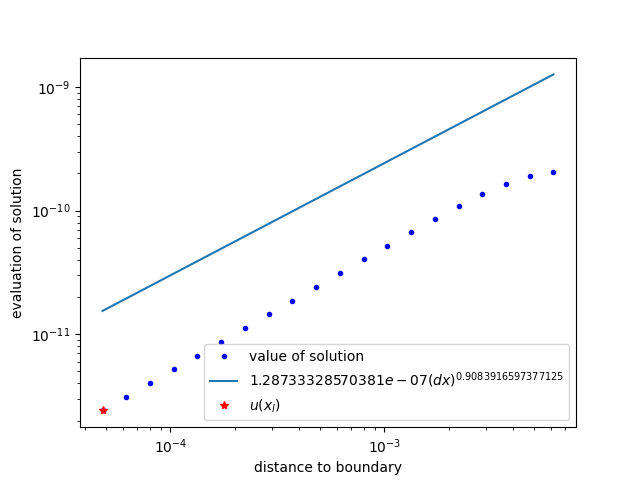 10⁻⁹
10⁻¹⁰
10⁻¹¹
evaluation of solution
value of solution
1.28733328570381e − 07(dx)^0.9083916597377125
u(x_l)
10⁻⁴
10⁻³
distance to boundary